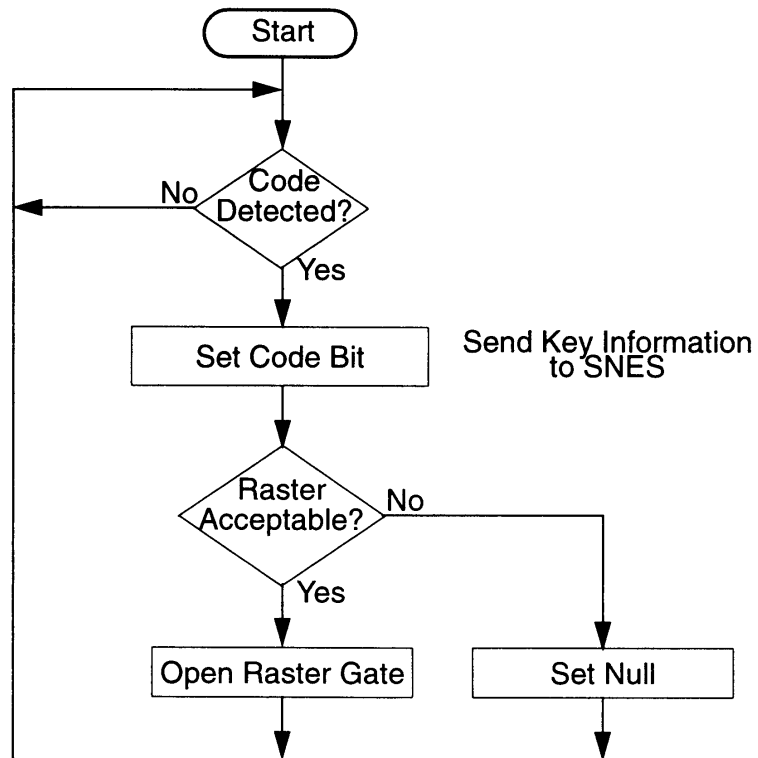 Start
No
Code
Detected?
Yes
Set Code Bit
Send Key Information
to SNES
Raster
Acceptable?
No
Yes
Open Raster Gate
Set Null